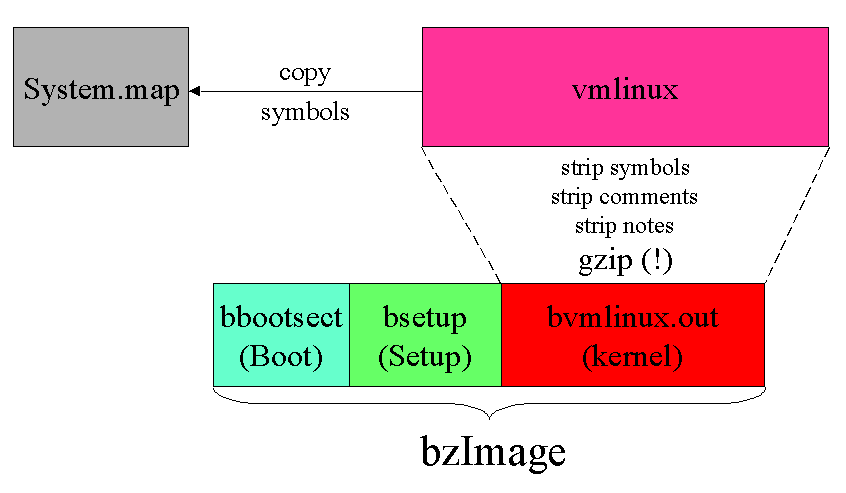 System.map
copy
symbols
vmlinux
strip symbols
strip comments
strip notes
gzip (!)
bbootsect
(Boot)
bsetup
(Setup)
bvmlinux.out
(kernel)
bzImage